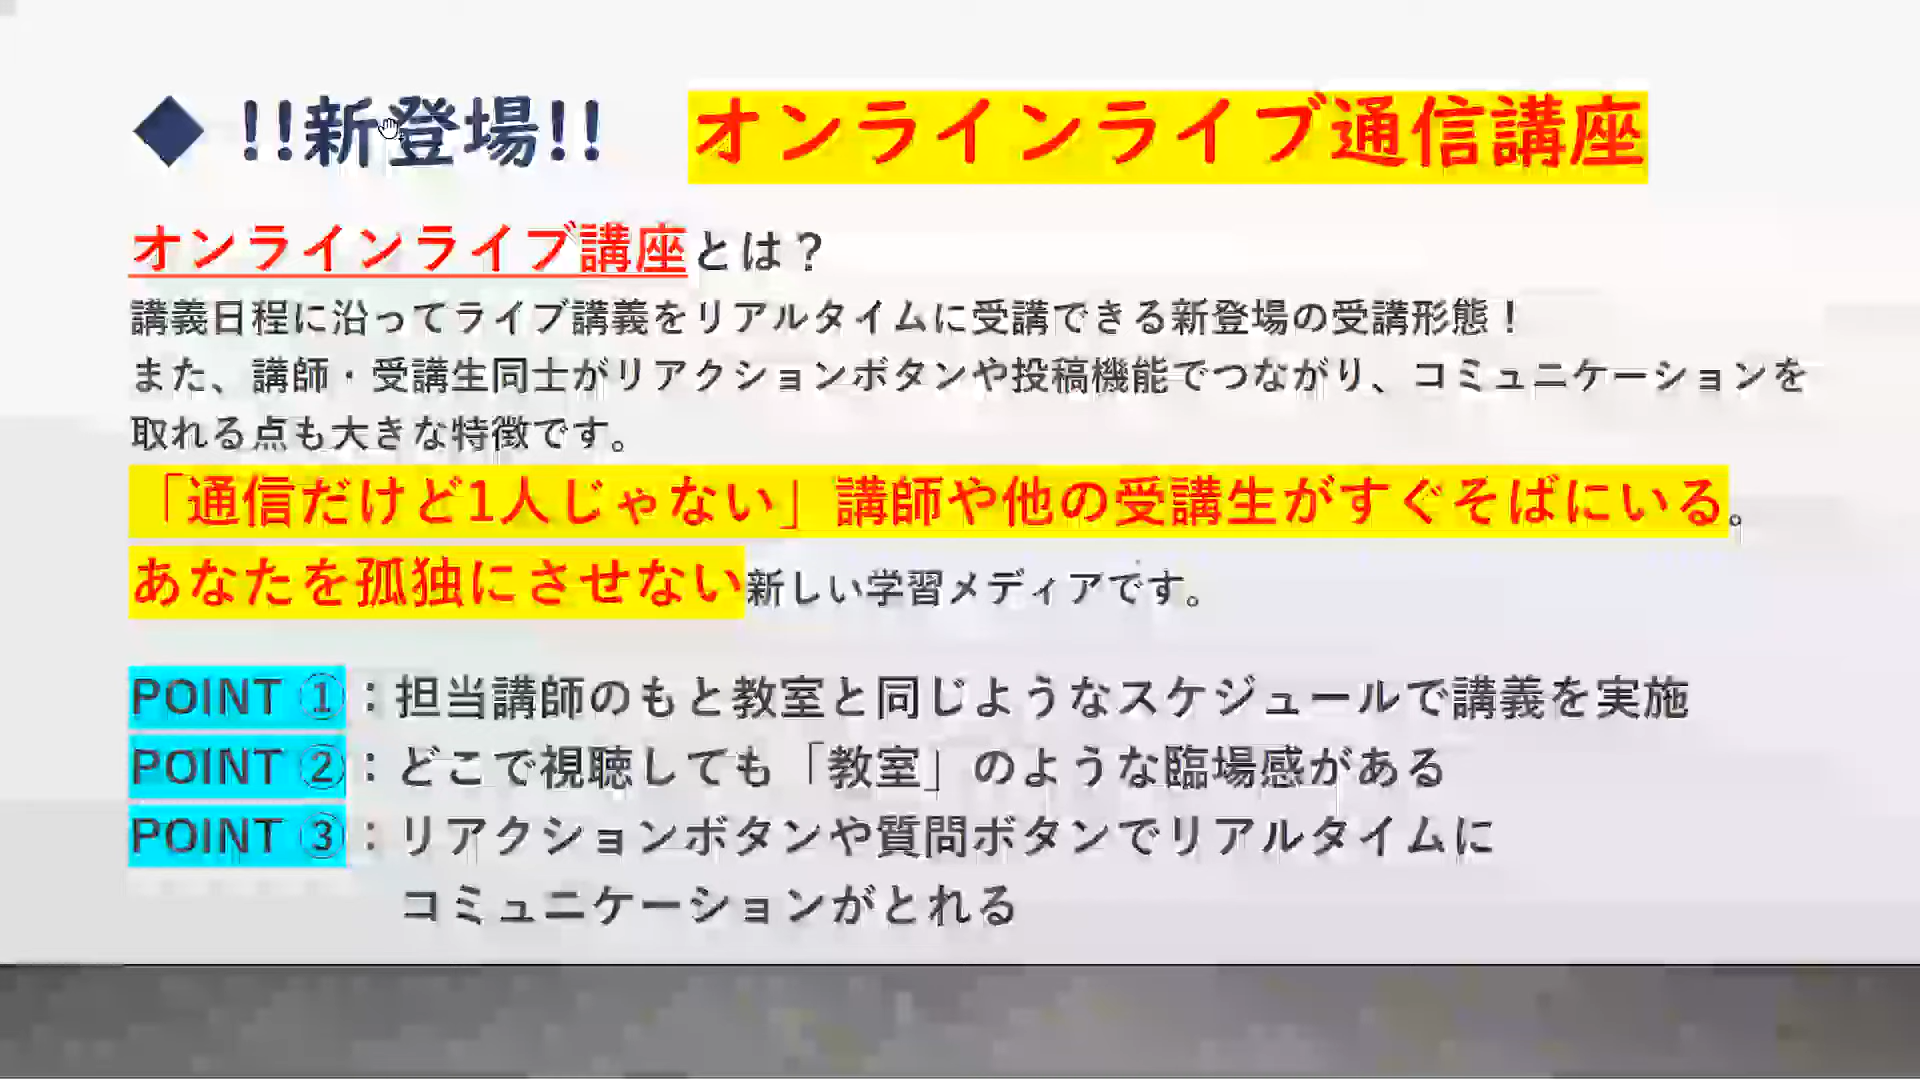 ◆ !!新登場!! オンラインライブ通信講座
オンラインライブ講座とは？
講義日程に沿ってライブ講義をリアルタイムに受講できる新登場の受講形態！
また、講師・受講生同士がリアクションボタンや投稿機能でつながり、コミュニケーションを
取れる点も大きな特徴です。
「通信だけど1人じゃない」講師や他の受講生がすぐそばにいる。
あなたを孤独にさせない新しい学習メディアです。
POINT ①：担当講師のもと教室と同じようなスケジュールで講義を実施
POINT ②：どこで視聴しても「教室」のような臨場感がある
POINT ③：リアクションボタンや質問ボタンでリアルタイムに
コミュニケーションがとれる